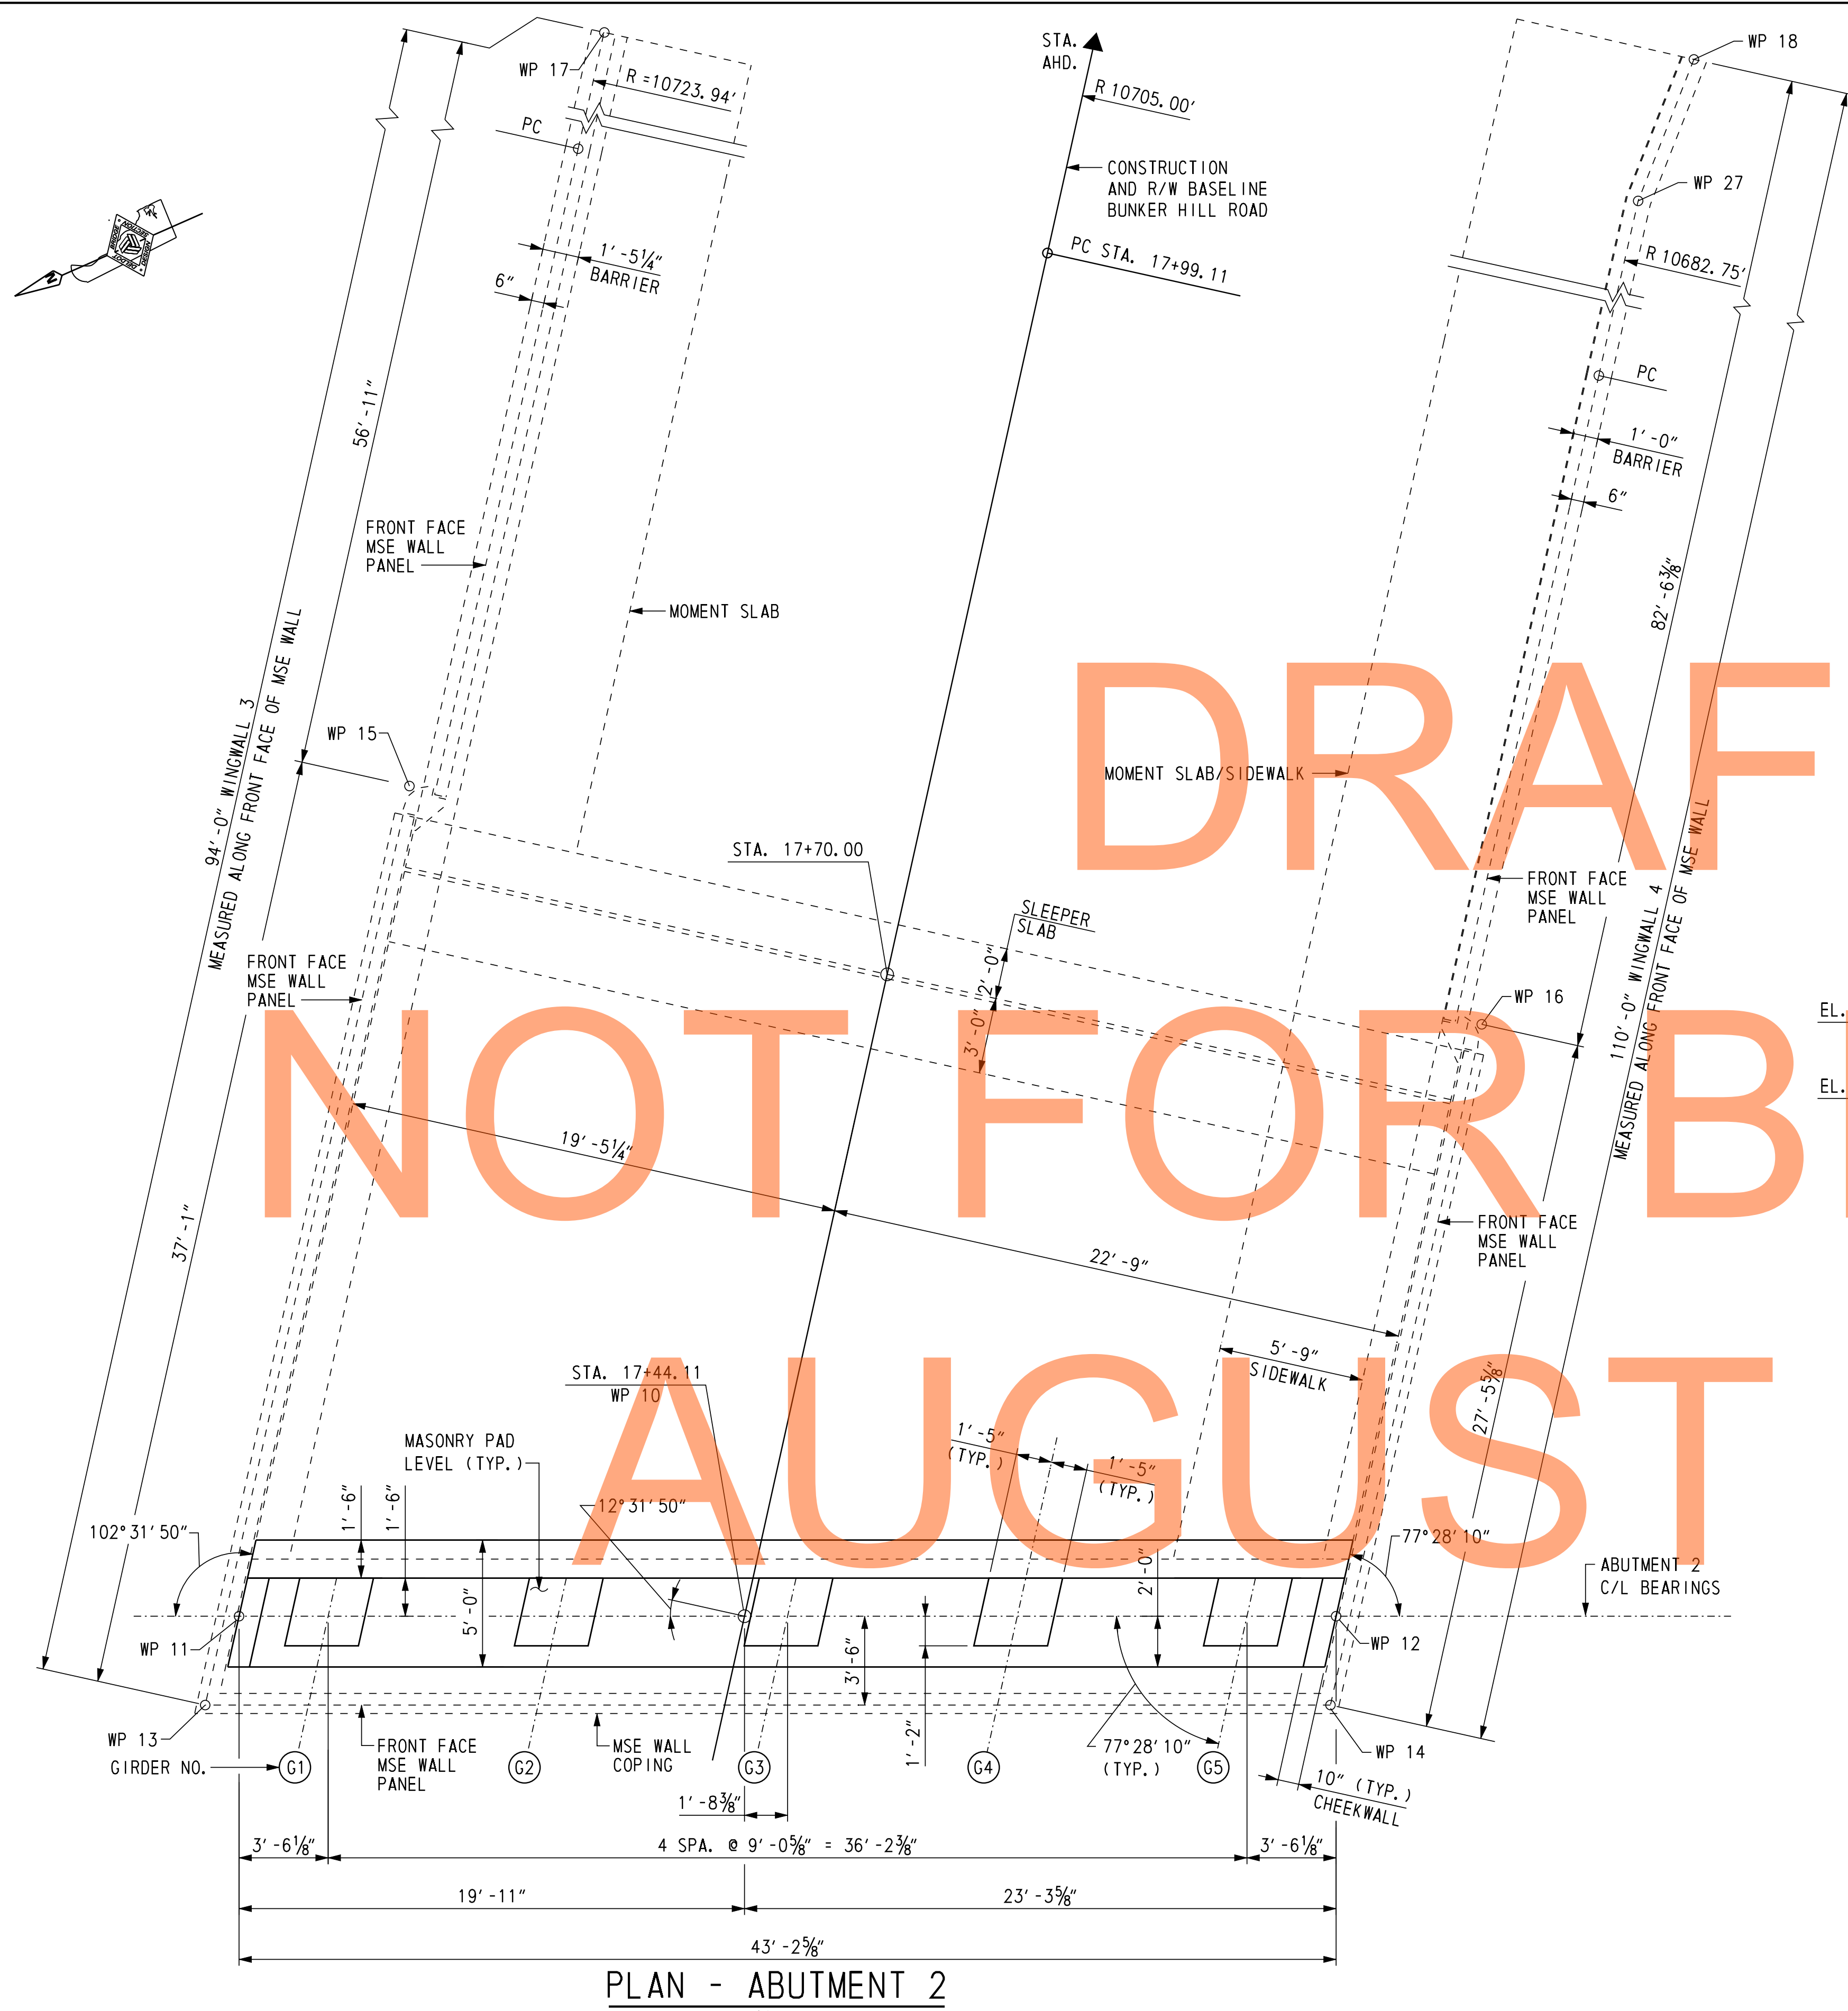 STA.
AHD.
WP 17
R =10723.94'
PC
R 10705.00'
CONSTRUCTION
AND R/W BASELINE
BUNKER HILL ROAD
PC STA. 17+99.11
WP 18
WP 27
R 10682.75'
N
1'-5¼"
BARRIER
6"
PC
1'-0"
BARRIER
6"
56'-11"
94'-0" WINGWALL 3
MEASURED ALONG FRONT FACE OF MSE WALL
FRONT FACE
MSE WALL
PANEL
MOMENT SLAB
82'-6⅜"
110'-0" WINGWALL 4
MEASURED ALONG FRONT FACE OF MSE WALL
WP 15
MOMENT SLAB/SIDEWALK
DRAF
STA. 17+70.00
SLEEPER
SLAB
2'-0"
3'-0"
FRONT FACE
MSE WALL
PANEL
FRONT FACE
MSE WALL
PANEL
WP 16
EL.
EL.
NOT FOR BI
37'-1"
19'-5¼"
22'-9"
FRONT FACE
MSE WALL
PANEL
5'-9"
SIDEWALK
27'-5⅝"
AUGUST
STA. 17+44.11
WP 10
MASONRY PAD
LEVEL (TYP.)
1'-5"
(TYP.)
1'-5"
(TYP.)
12°31'50"
102°31'50"
1'-6"
1'-6"
77°28'10"
ABUTMENT 2
C/L BEARINGS
5'-0"
2'-0"
3'-6"
1'-2"
WP 11
WP 12
WP 13
WP 14
GIRDER NO.
G1
G2
G3
G4
G5
FRONT FACE
MSE WALL
PANEL
MSE WALL
COPING
77°28'10"
(TYP.)
10" (TYP.)
CHEEKWALL
1'-8⅜"
3'-6⅛"
4 SPA. @ 9'-0⅝" = 36'-2⅜"
3'-6⅛"
19'-11"
23'-3⅝"
43'-2⅝"
PLAN - ABUTMENT 2